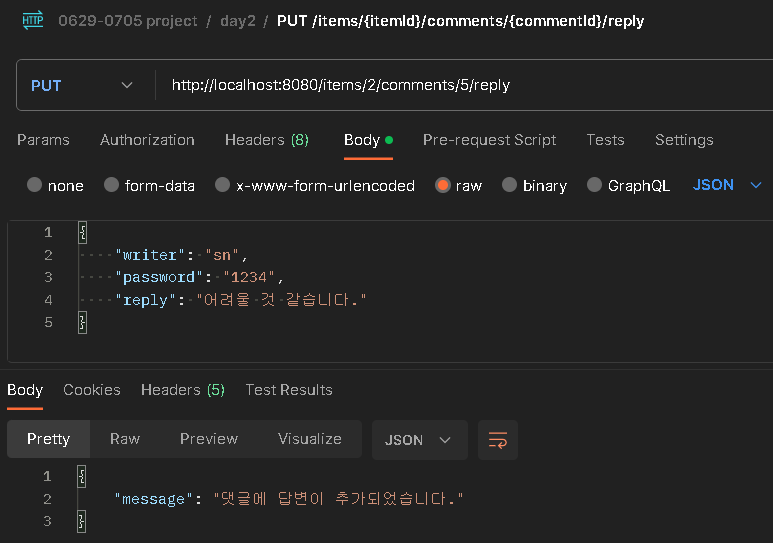 HTTP 0629-0705 project / day2 / PUT /items/{itemId}/comments/{commentId}/reply
PUT http://localhost:8080/items/2/comments/5/reply
Params Authorization Headers (8) Body Pre-request Script Tests Settings
none form-data x-www-form-urlencoded raw binary GraphQL JSON
1 {
2 "writer": "sn",
3 "password": "1234",
4 "reply": "어려울 것 같습니다."
5 }
Body Cookies Headers (5) Test Results
Pretty Raw Preview Visualize JSON
1 {
2 "message": "댓글에 답변이 추가되었습니다."
3 }